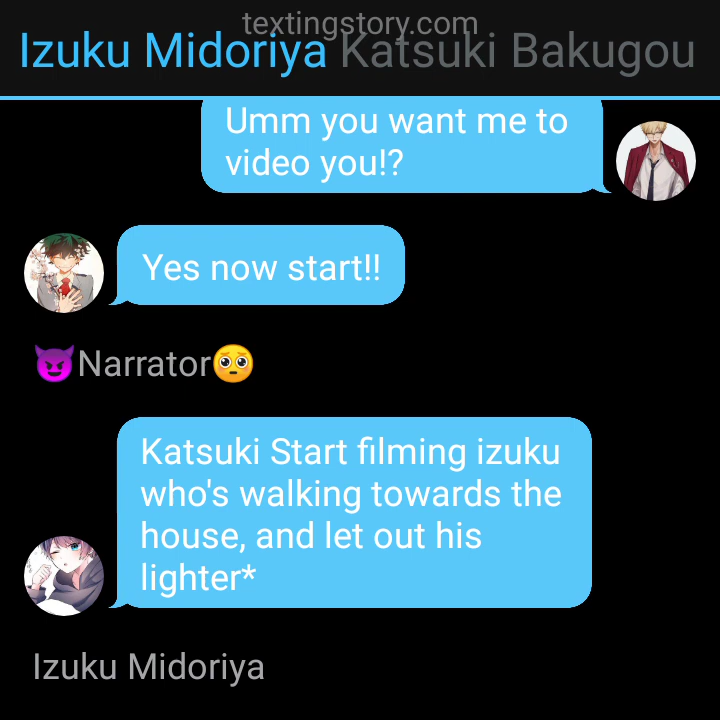 textingstory.com
Izuku Midoriya Katsuki Bakugou
Umm you want me to
video you!?
Yes now start!!
😈Narrator🥺
Katsuki Start filming izuku
who's walking towards the
house, and let out his
lighter*
Izuku Midoriya